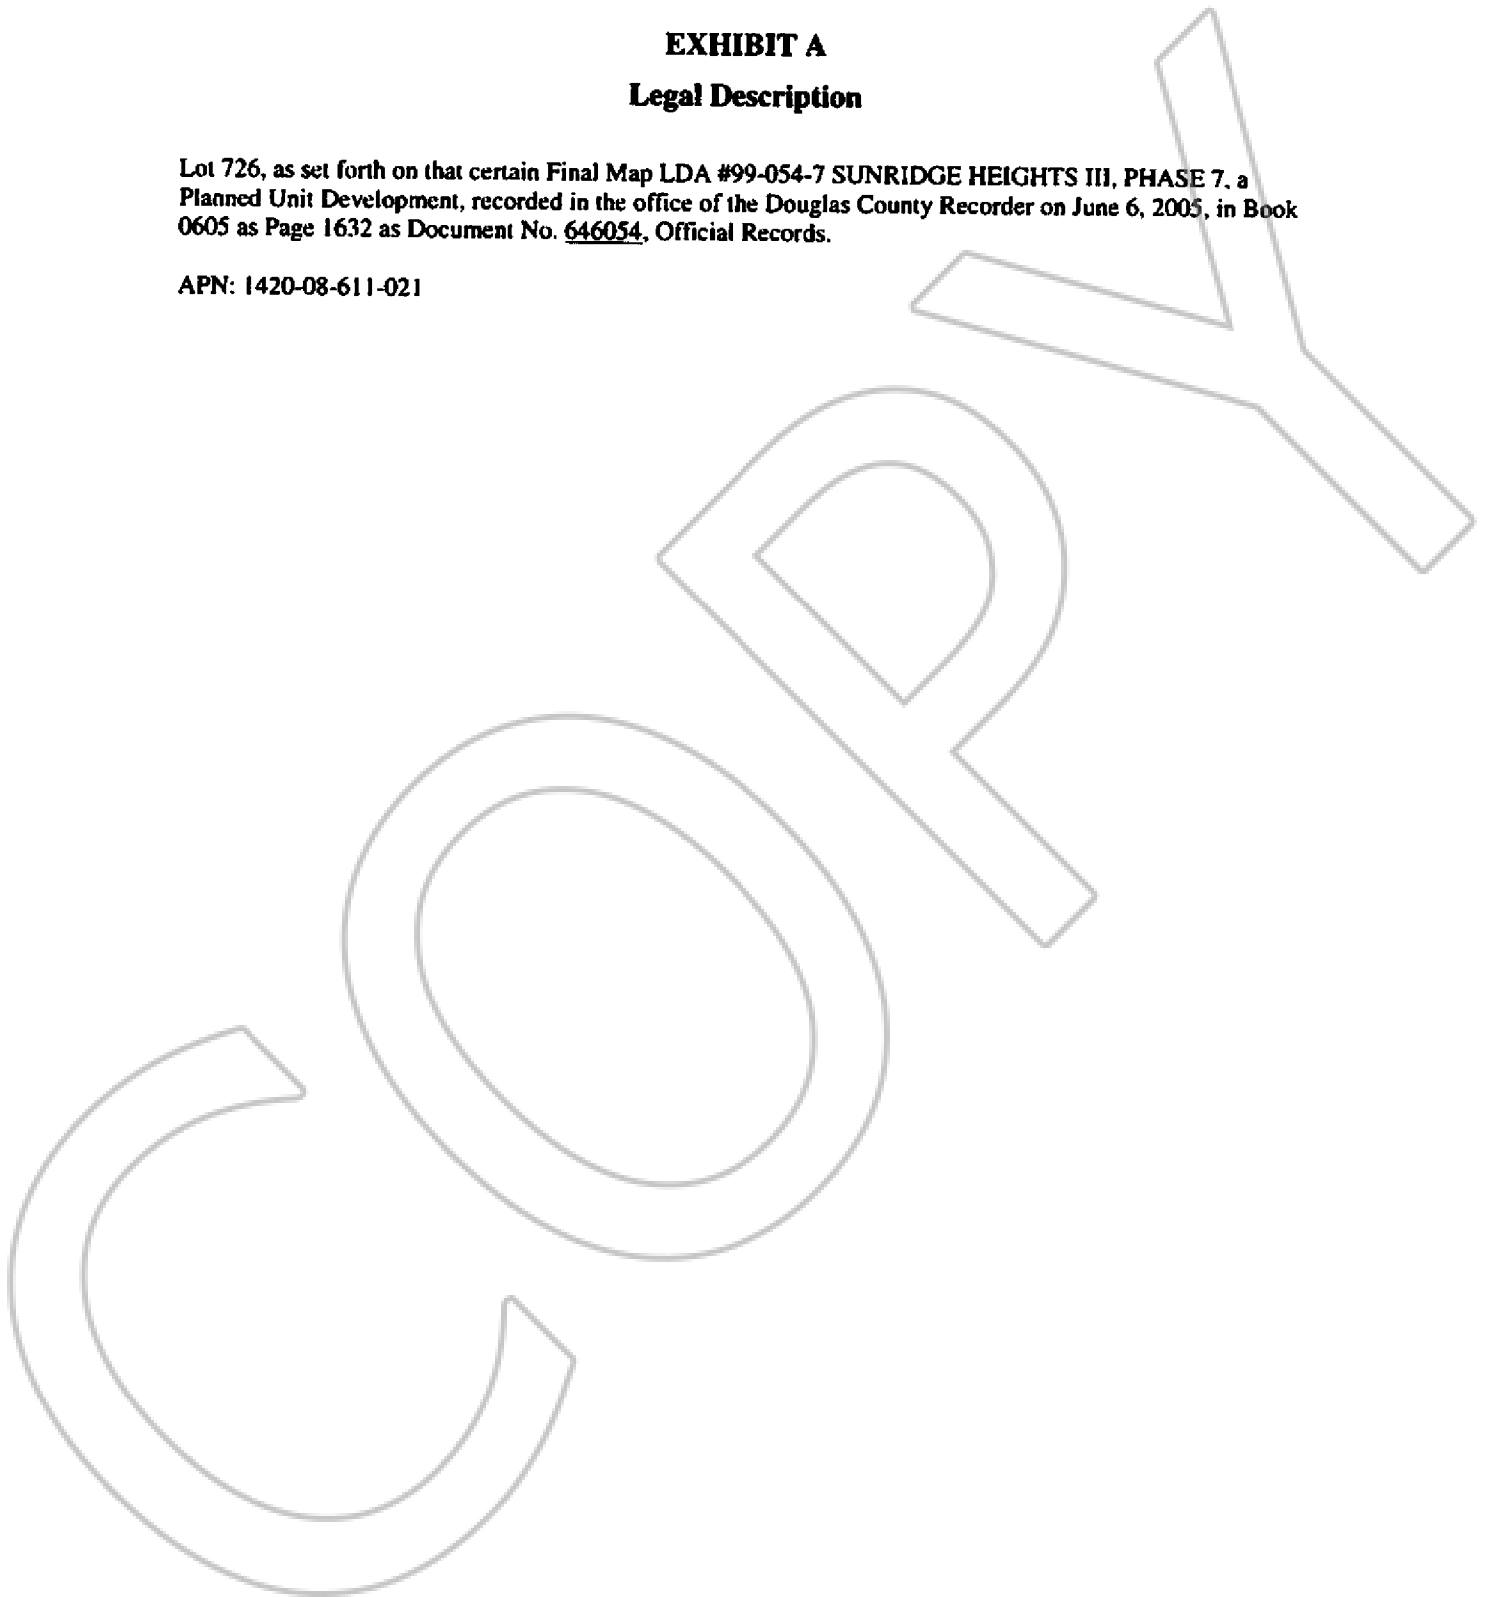 EXHIBIT A
Legal Description
Lot 726, as set forth on that certain Final Map LDA #99-054-7 SUNRIDGE HEIGHTS III, PHASE 7, a
Planned Unit Development, recorded in the office of the Douglas County Recorder on June 6, 2005, in Book
0605 as Page 1632 as Document No. 646054, Official Records.
APN: 1420-08-611-021
COPY